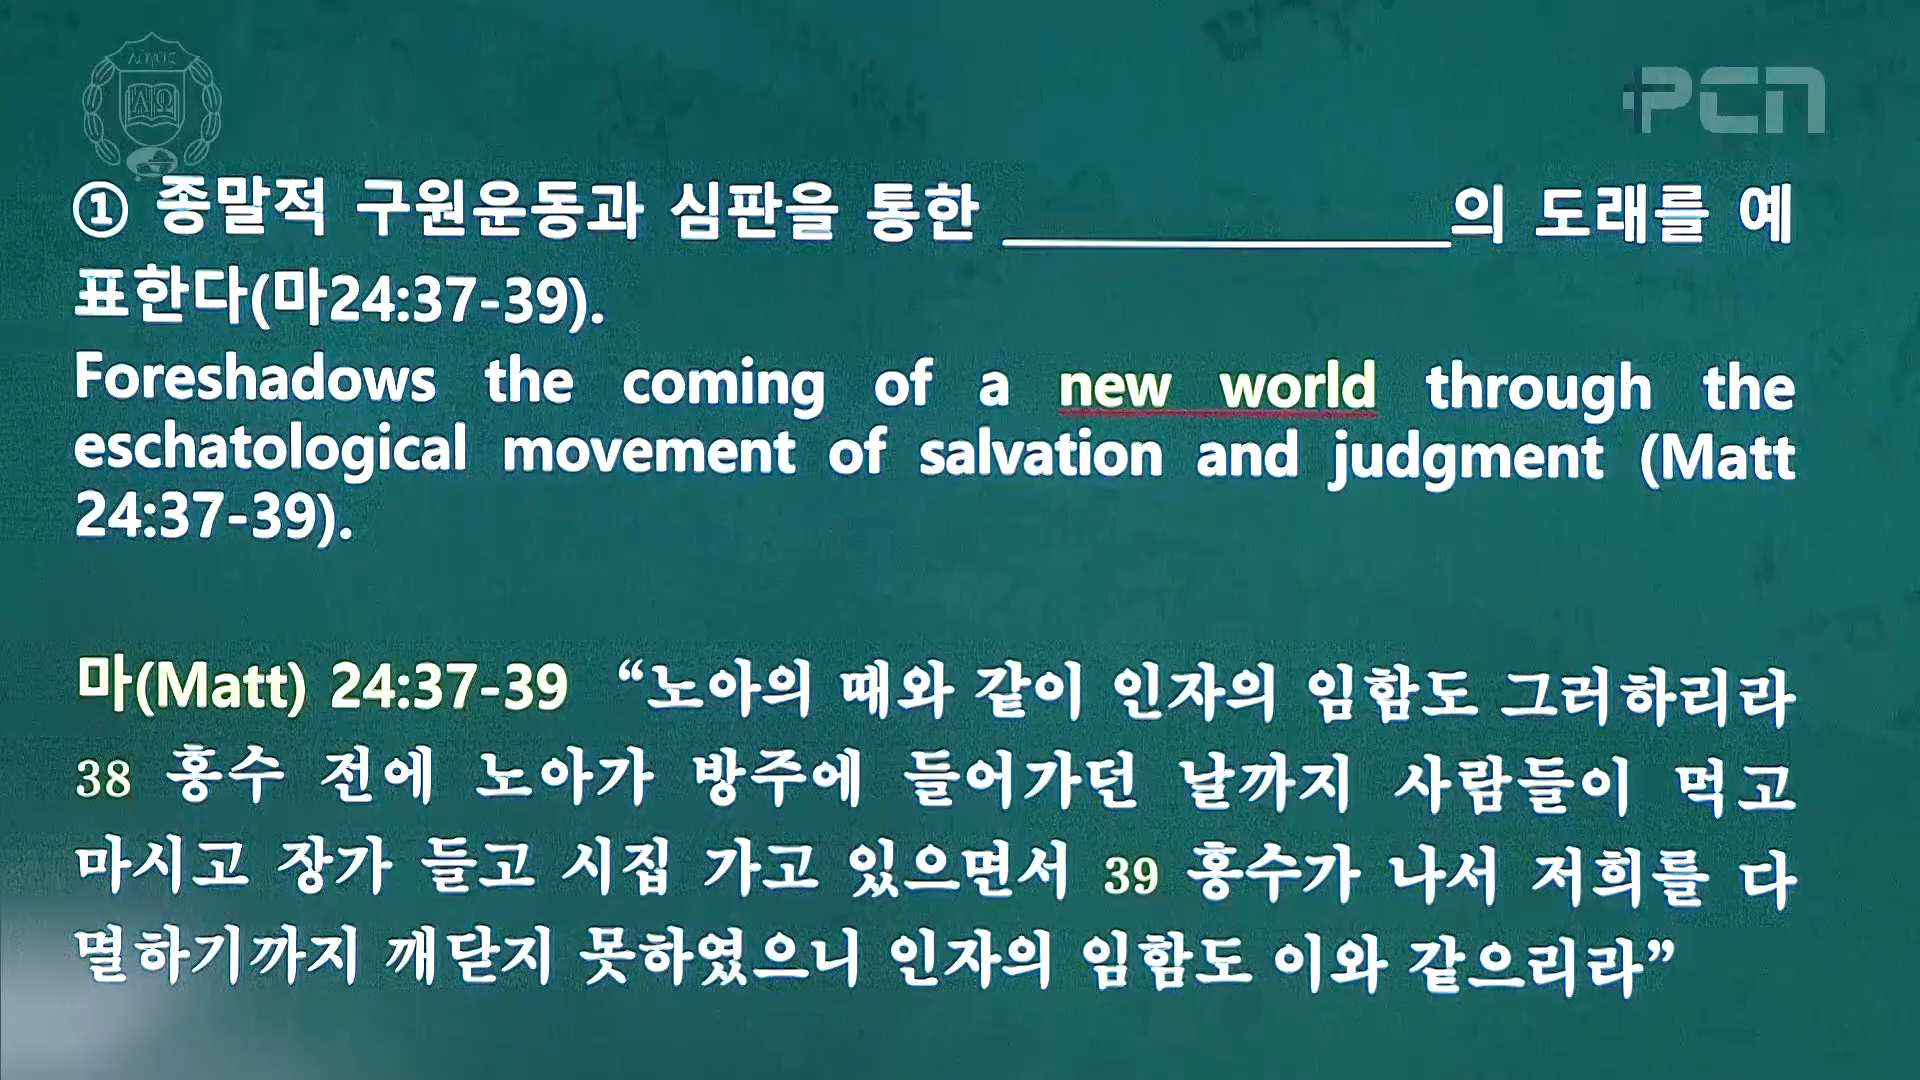 PCN
ΑΩ
① 종말적 구원운동과 심판을 통한 ______________의 도래를 예
표한다(마24:37-39).
Foreshadows the coming of a new world through the
eschatological movement of salvation and judgment (Matt
24:37-39).
마(Matt) 24:37-39 “노아의 때와 같이 인자의 임함도 그러하리라
38 홍수 전에 노아가 방주에 들어가던 날까지 사람들이 먹고
마시고 장가 들고 시집 가고 있으면서 39 홍수가 나서 저희를 다
멸하기까지 깨닫지 못하였으니 인자의 임함도 이와 같으리라”